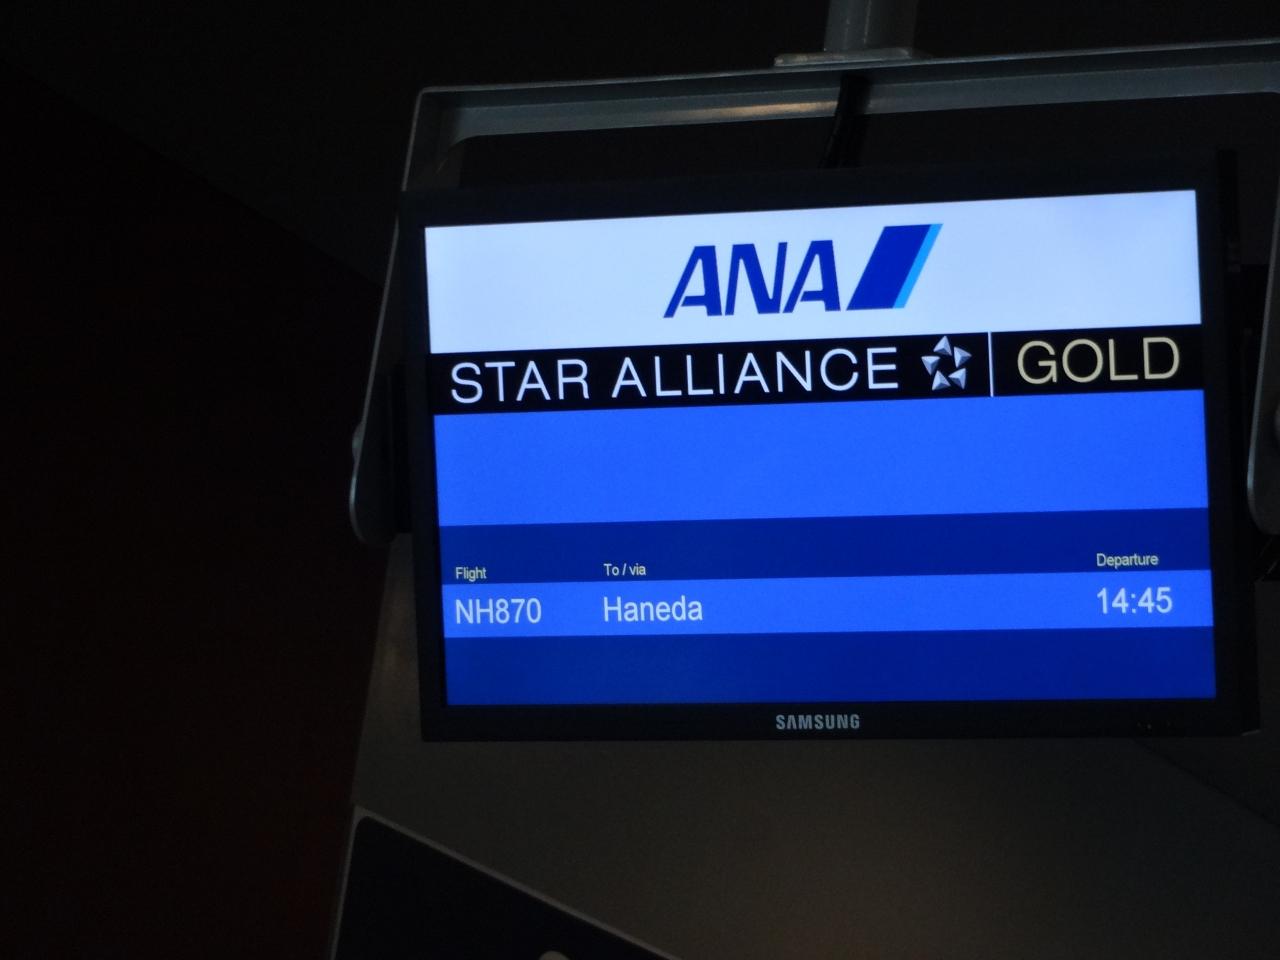 ANA
STAR ALLIANCE GOLD
Flight To / via Departure
NH870 Haneda 14:45
SAMSUNG